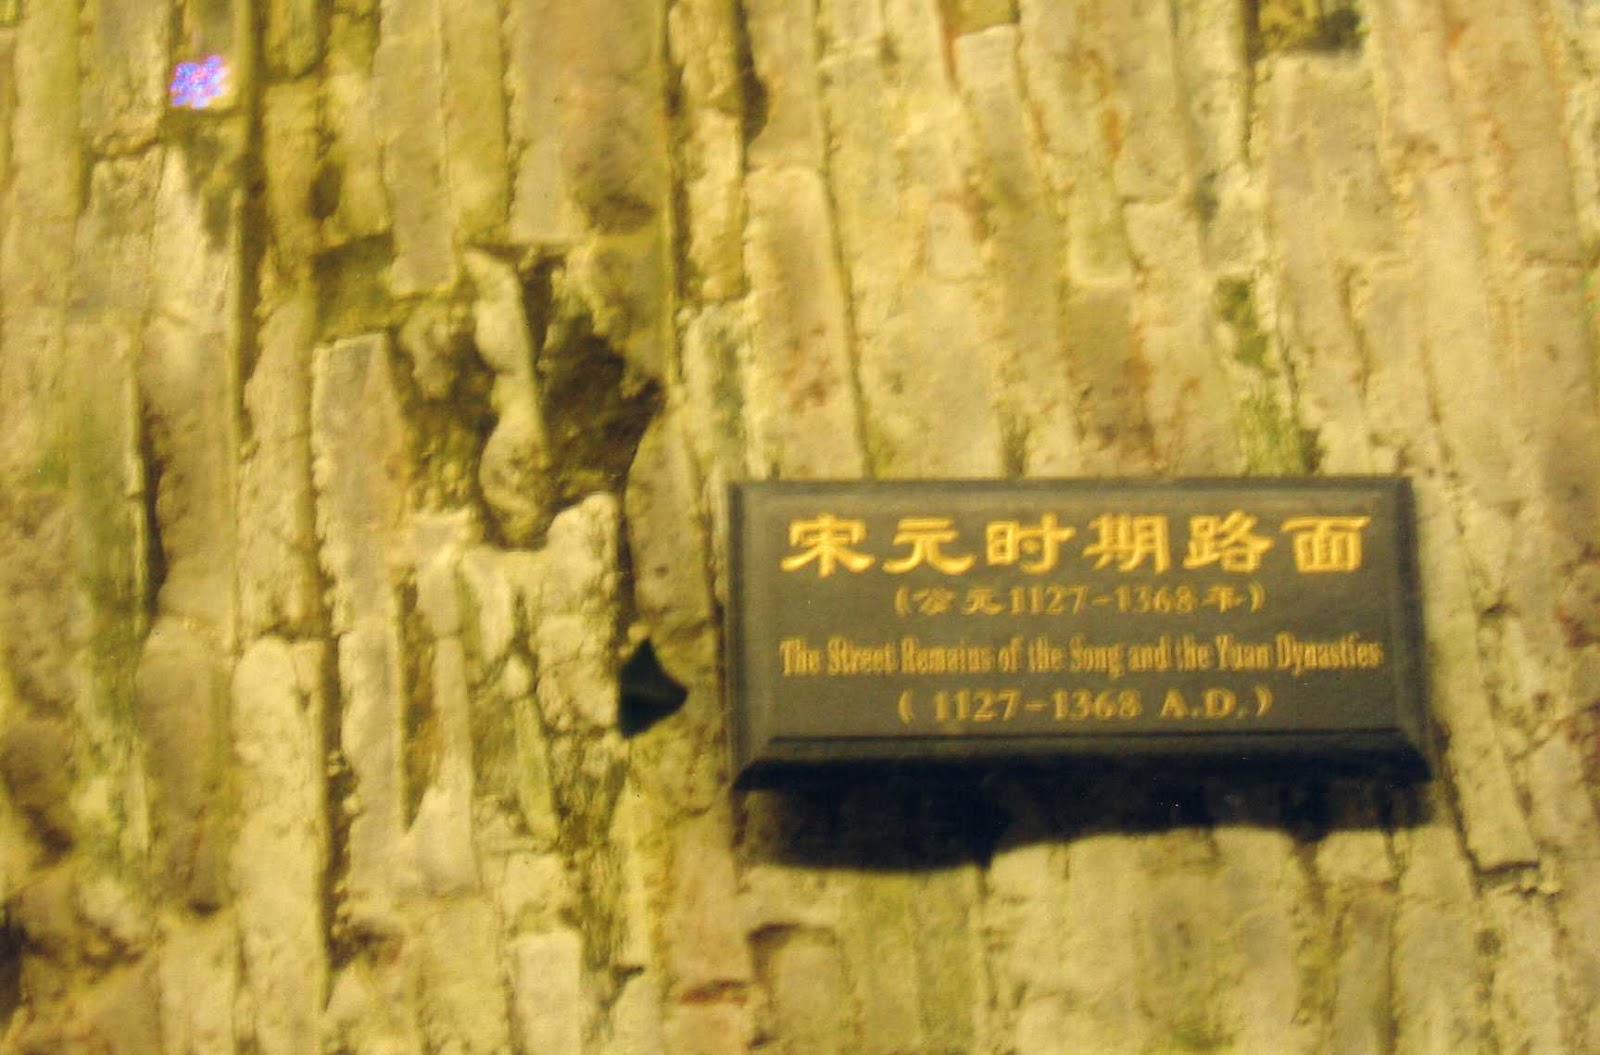 宋元时期路面
(公元1127-1368年)
The Street Remains of the Song and the Yuan Dynasties
( 1127-1368 A.D. )